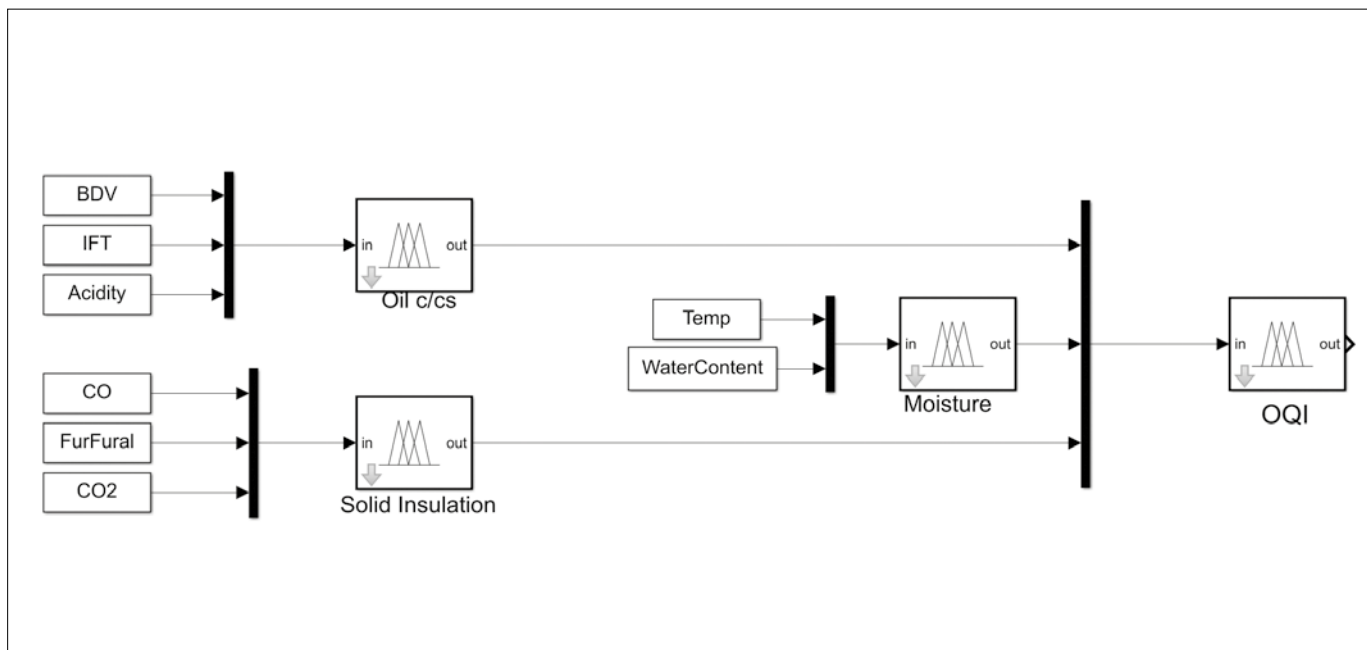 BDV
IFT
Acidity
in
out
Oil c/cs
Temp
WaterContent
in
out
Moisture
in
out
OQI
CO
FurFural
CO2
in
out
Solid Insulation